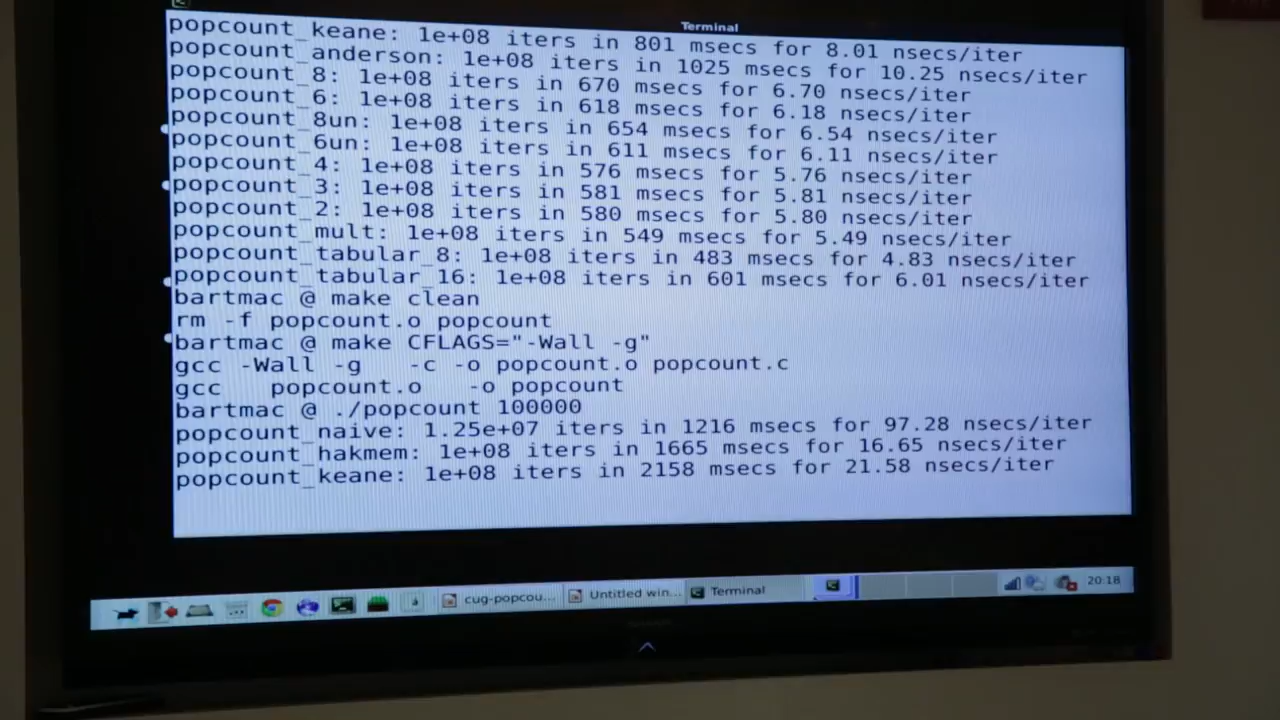 Terminal
popcount_keane: 1e+08 iters in 801 msecs for 8.01 nsecs/iter
popcount_anderson: 1e+08 iters in 1025 msecs for 10.25 nsecs/iter
popcount_8: 1e+08 iters in 670 msecs for 6.70 nsecs/iter
popcount_6: 1e+08 iters in 618 msecs for 6.18 nsecs/iter
popcount_8un: 1e+08 iters in 654 msecs for 6.54 nsecs/iter
popcount_6un: 1e+08 iters in 611 msecs for 6.11 nsecs/iter
popcount_4: 1e+08 iters in 576 msecs for 5.76 nsecs/iter
popcount_3: 1e+08 iters in 581 msecs for 5.81 nsecs/iter
popcount_2: 1e+08 iters in 580 msecs for 5.80 nsecs/iter
popcount_mult: 1e+08 iters in 549 msecs for 5.49 nsecs/iter
popcount_tabular_8: 1e+08 iters in 483 msecs for 4.83 nsecs/iter
popcount_tabular_16: 1e+08 iters in 601 msecs for 6.01 nsecs/iter
bartmac @ make clean
rm -f popcount.o popcount
bartmac @ make CFLAGS="-Wall -g"
gcc -Wall -g   -c -o popcount.o popcount.c
gcc   popcount.o   -o popcount
bartmac @ ./popcount 100000
popcount_naive: 1.25e+07 iters in 1216 msecs for 97.28 nsecs/iter
popcount_hakmem: 1e+08 iters in 1665 msecs for 16.65 nsecs/iter
popcount_keane: 1e+08 iters in 2158 msecs for 21.58 nsecs/iter
cug-popcou... Untitled win... Terminal 20:18